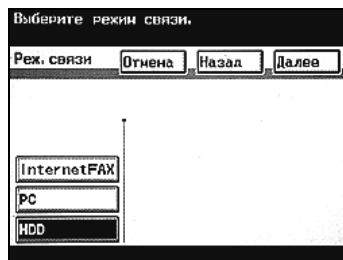 Выберите режим связи.
Реж. связи Отмена Назад Далее
InternetFAX
PC
HDD